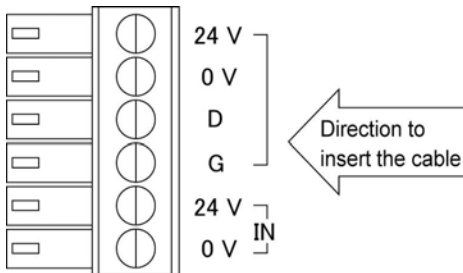 24 V
0 V
D
G
24 V
IN
0 V
Direction to
insert the cable